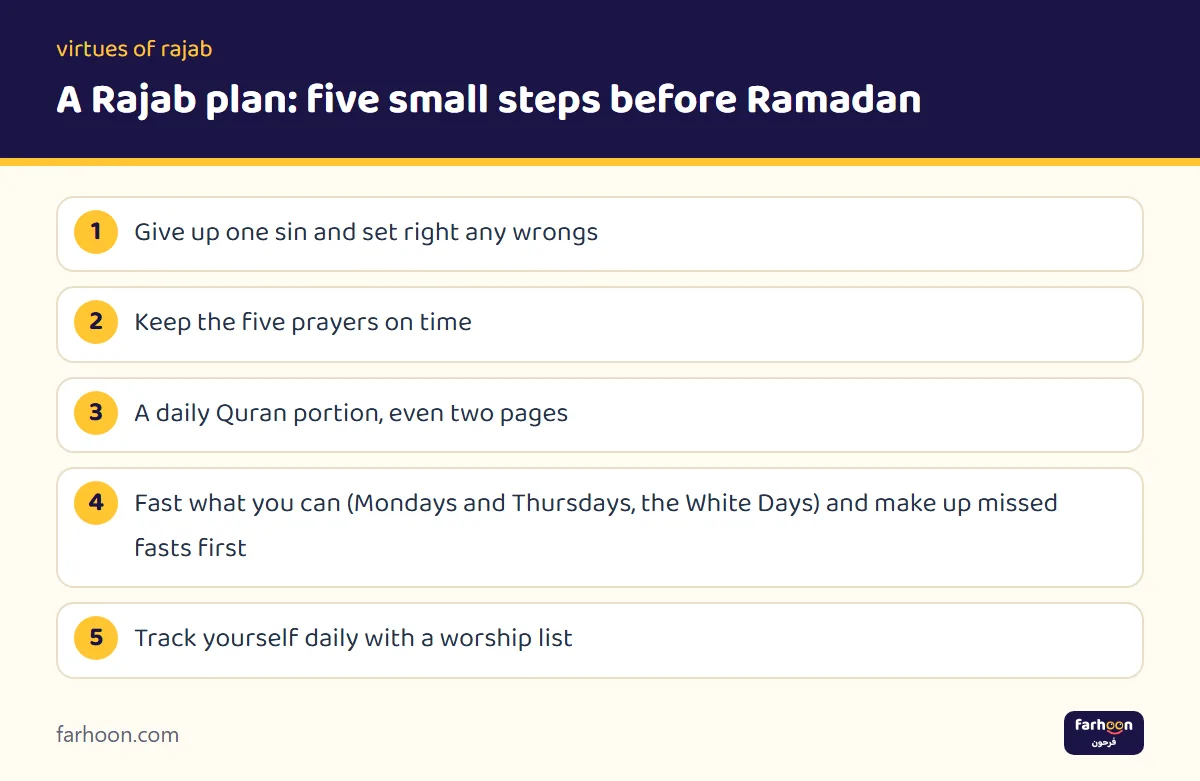 virtues of rajab
A Rajab plan: five small steps before Ramadan
1 Give up one sin and set right any wrongs
2 Keep the five prayers on time
3 A daily Quran portion, even two pages
4 Fast what you can (Mondays and Thursdays, the White Days) and make up missed
fasts first
5 Track yourself daily with a worship list
farhoon.com
farhoon
فرحون